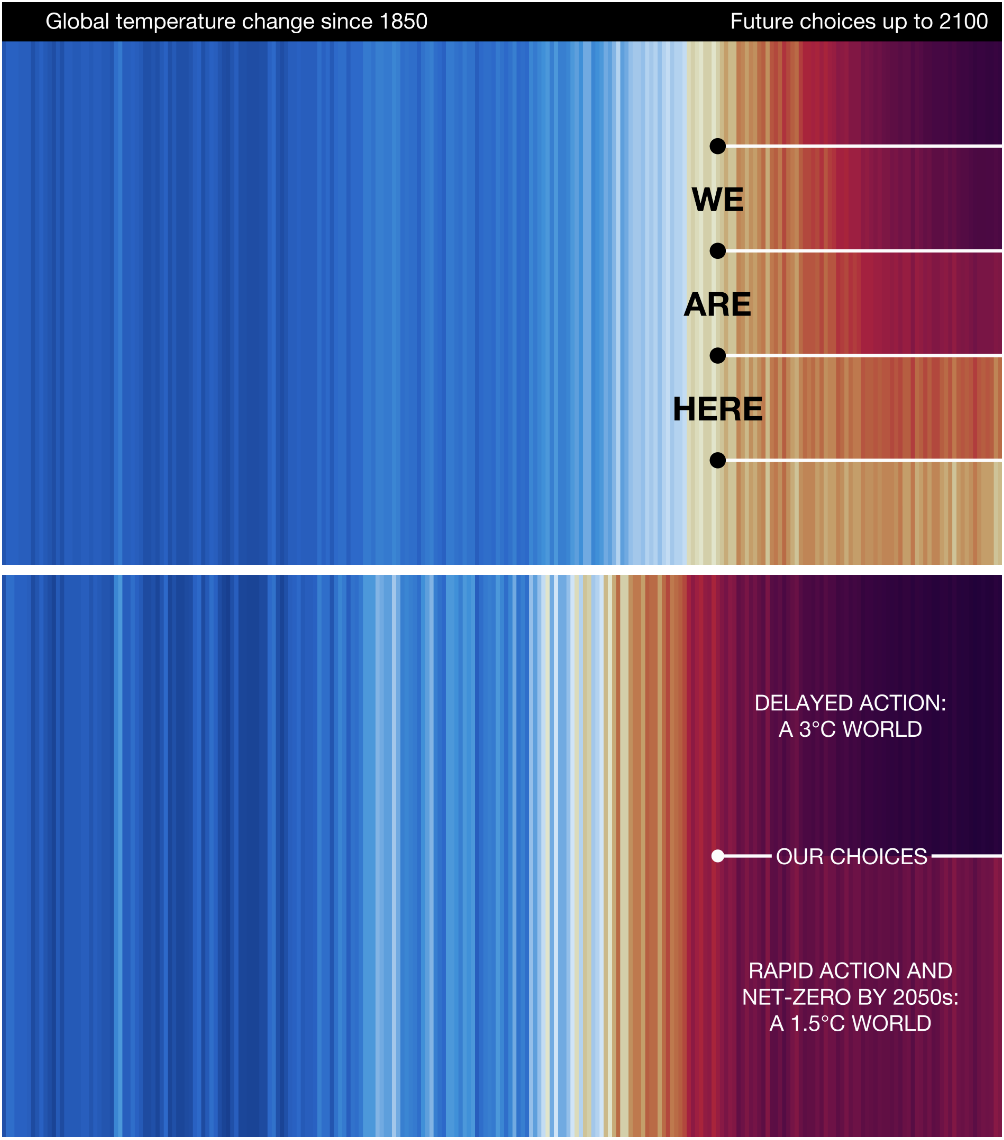 Global temperature change since 1850
Future choices up to 2100
WE
ARE
HERE
DELAYED ACTION:
A 3°C WORLD
OUR CHOICES
RAPID ACTION AND
NET-ZERO BY 2050s:
A 1.5°C WORLD